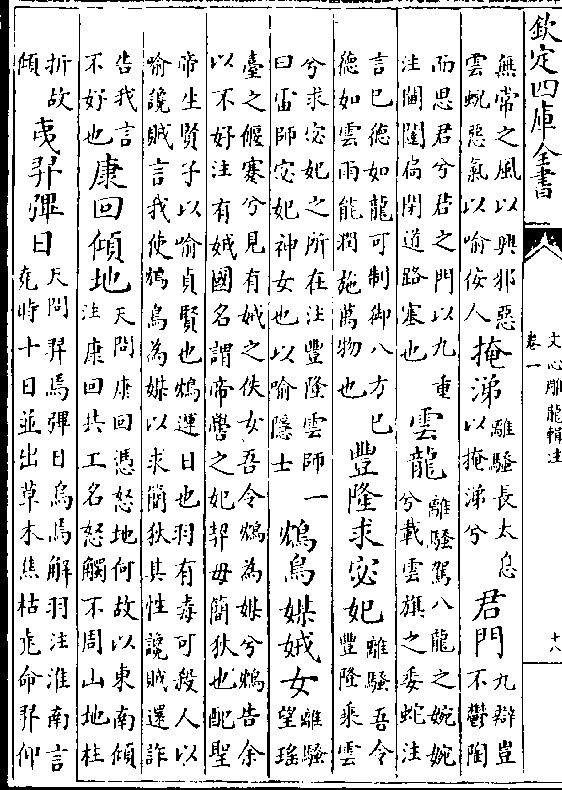 欽定四庫全書
文心雕龍輯注
卷一
十八
無常之風以興邪惡雲蜺惡氣以喻佞人掩涕離騷長太息以掩涕兮君門九辯豈不鬱陶
而思君兮君之門以九重注閶闔扃閉道路塞也雲龍離騷駕八龍之婉婉兮載雲旗之委蛇注
言已德如龍可制御八方已德如雲雨能潤施萬物也豐隆求宓妃離騷吾令豐隆乘雲
兮求宓妃之所在注豐隆雲師一曰雷師宓妃神女也以喻隱士鴆鳥媒娀女離騷望瑤
臺之偃蹇兮見有娀之佚女吾令鴆為媒兮鴆告余以不好注有娀國名謂帝嚳之妃契母簡狄也配聖
帝生賢子以喻貞賢也鴆運日也羽有毒可殺人以喻讒賊言我使鴆鳥為媒以求簡狄其性讒賊還詐
告我言不好也康回傾地天問康回憑怒地何故以東南傾注康回共工名怒觸不周山地柱
折故傾夷羿彃日天問羿焉彃日烏焉解羽注淮南言堯時十日並出草木焦枯堯命羿仰